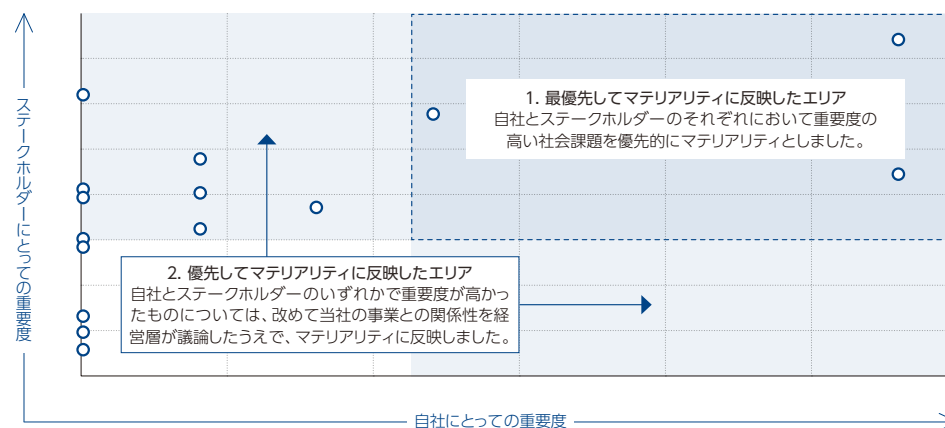 ステークホルダーにとっての重要度
1. 最優先してマテリアリティに反映したエリア
自社とステークホルダーのそれぞれにおいて重要度の
高い社会課題を優先的にマテリアリティとしました。
2. 優先してマテリアリティに反映したエリア
自社とステークホルダーのいずれかで重要度が高かっ
たものについては、改めて当社の事業との関係性を経
営層が議論したうえで、マテリアリティに反映しました。
自社にとっての重要度